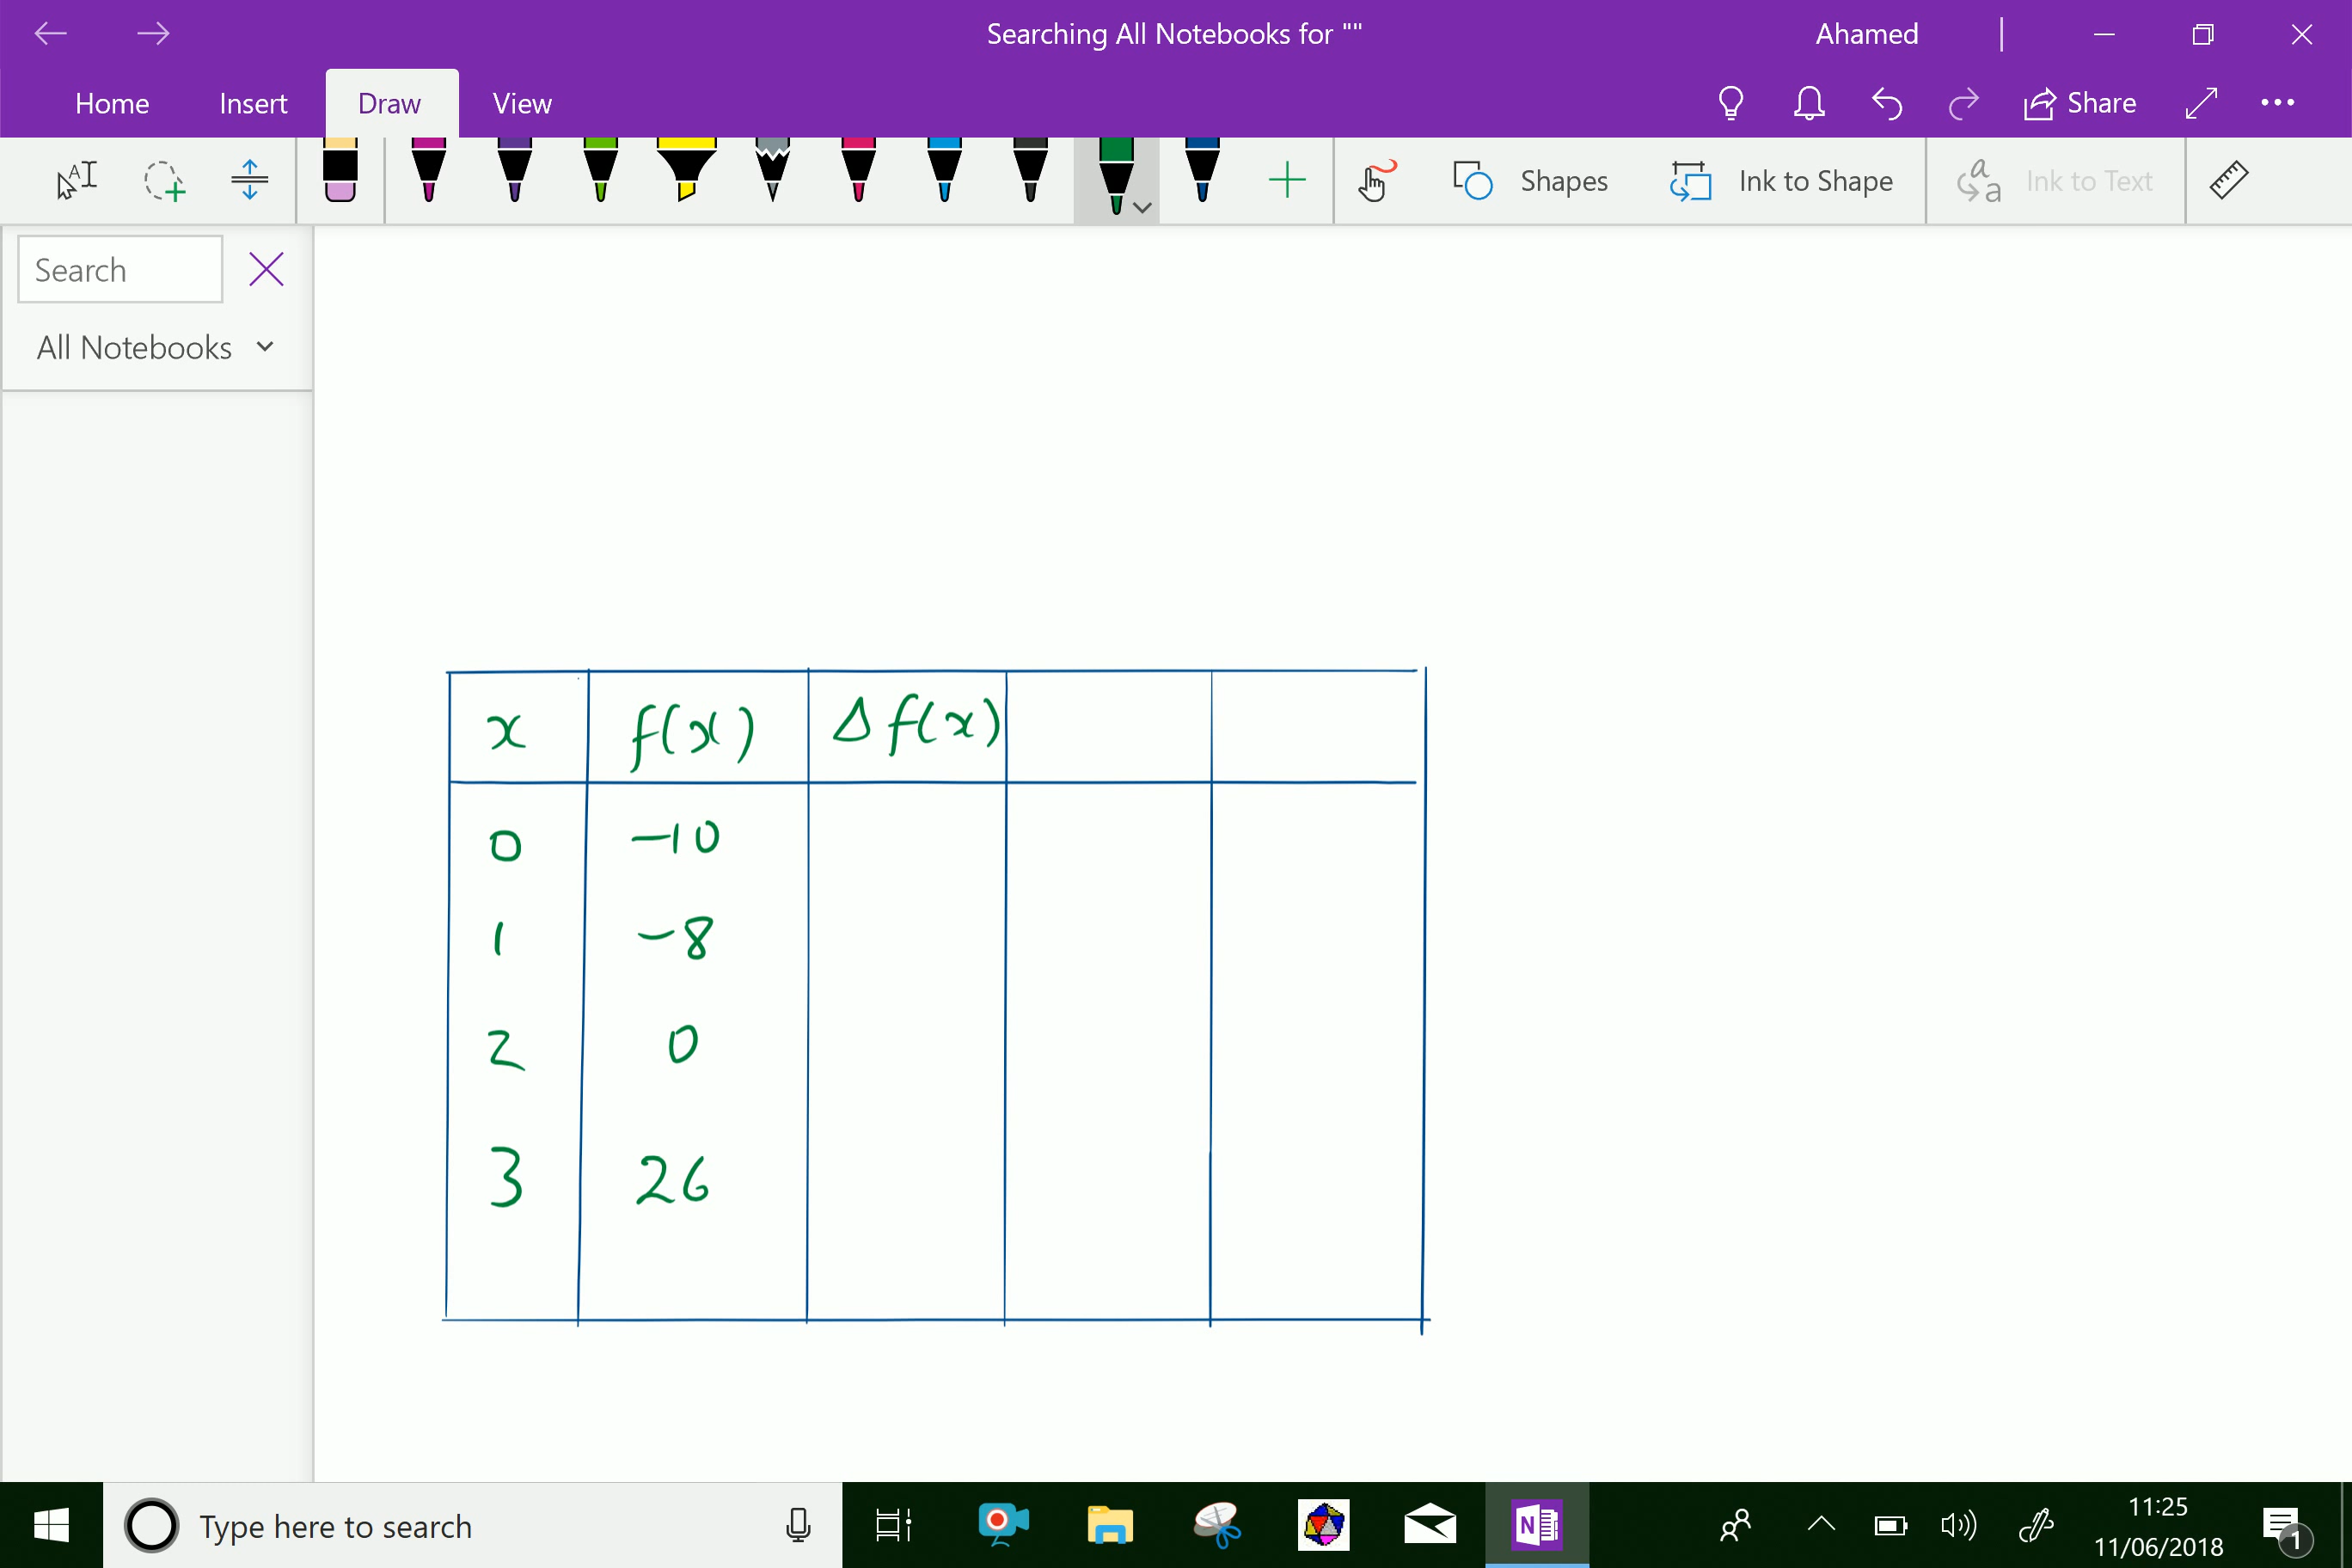 Searching All Notebooks for ""
Ahamed
Home Insert Draw View
Share
Shapes
Ink to Shape
Ink to Text
Search
All Notebooks
x f(x) Δf(x)
0 -10
1 -8
2 0
3 26
Type here to search
11:25
11/06/2018
1